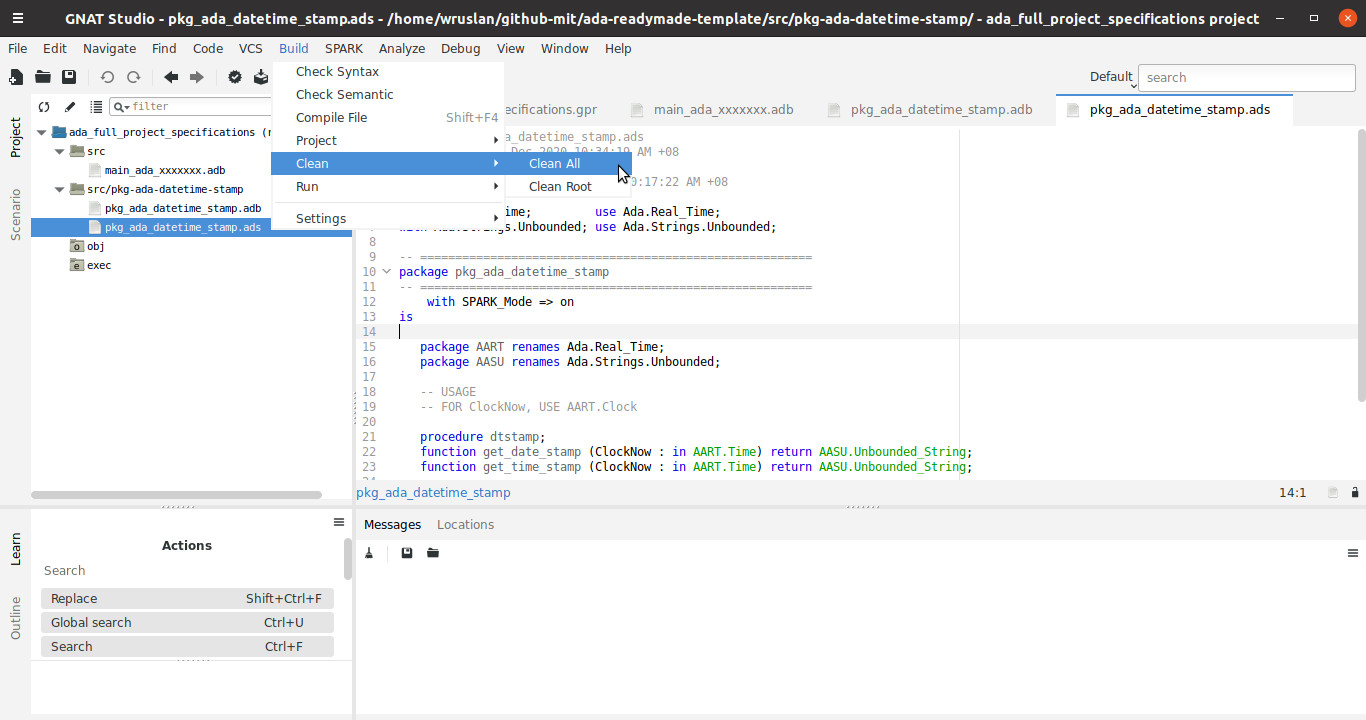 GNAT Studio - pkg_ada_datetime_stamp.ads - /home/wruslan/github-mit/ada-readymade-template/src/pkg-ada-datetime-stamp/ - ada_full_project_specifications project
File Edit Navigate Find Code VCS Build SPARK Analyze Debug View Window Help
Default
search
Check Syntax
Check Semantic
Compile File Shift+F4
Project
Clean
Run
Settings
Clean All
Clean Root
Project
Scenario
filter
ada_full_project_specifications (r
src
main_ada_xxxxxxx.adb
src/pkg-ada-datetime-stamp
pkg_ada_datetime_stamp.adb
pkg_ada_datetime_stamp.ads
obj
exec
ecifications.gpr main_ada_xxxxxxx.adb pkg_ada_datetime_stamp.adb pkg_ada_datetime_stamp.ads
a_datetime_stamp.ads
Dec 2020 10:34:19 AM +08
0:17:22 AM +08
ime; use Ada.Real_Time;
with Ada.Strings.Unbounded; use Ada.Strings.Unbounded;
8
9 -- ========================================================
10 package pkg_ada_datetime_stamp
11 -- ========================================================
12 with SPARK_Mode => on
13 is
14
15 package AART renames Ada.Real_Time;
16 package AASU renames Ada.Strings.Unbounded;
17
18 -- USAGE
19 -- FOR ClockNow, USE AART.Clock
20
21 procedure dtstamp;
22 function get_date_stamp (ClockNow : in AART.Time) return AASU.Unbounded_String;
23 function get_time_stamp (ClockNow : in AART.Time) return AASU.Unbounded_String;
pkg_ada_datetime_stamp 14:1
Learn
Outline
Actions
Search
Replace Shift+Ctrl+F
Global search Ctrl+U
Search Ctrl+F
Messages Locations